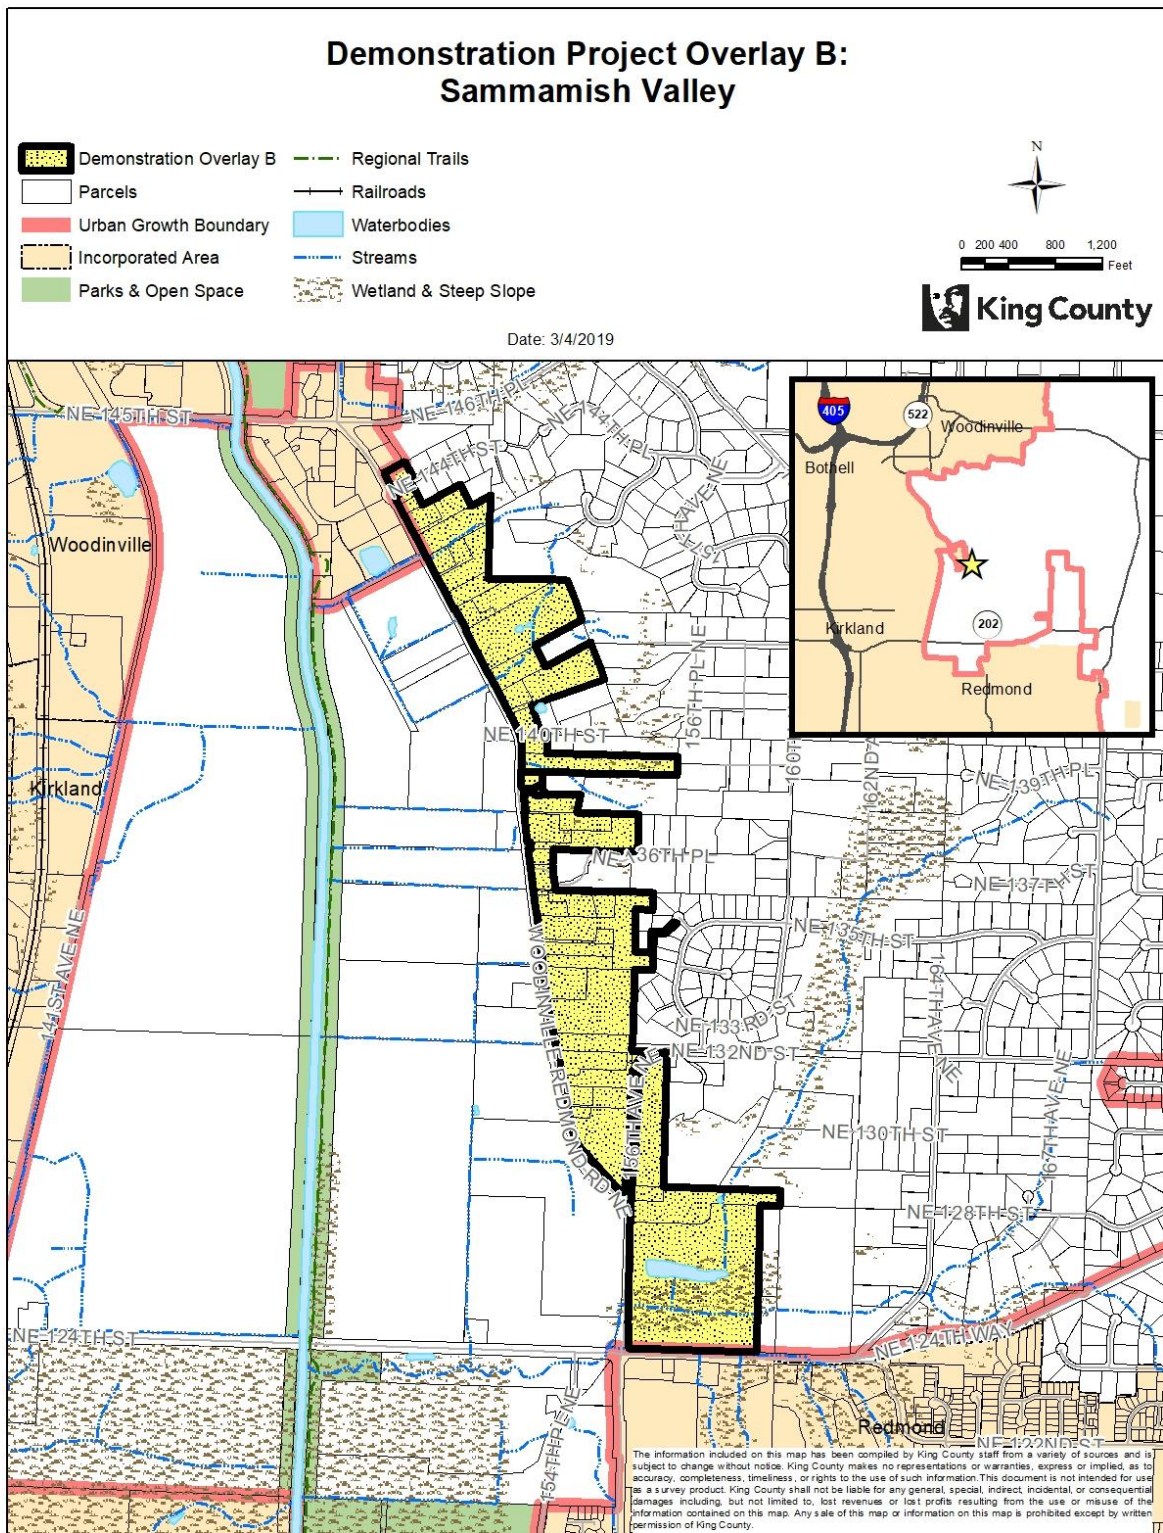 Demonstration Project Overlay B:
Sammamish Valley
Demonstration Overlay B
Regional Trails
Parcels
Railroads
Urban Growth Boundary
Waterbodies
Incorporated Area
Streams
Parks & Open Space
Wetland & Steep Slope
N
0 200 400 800 1,200
Feet
King County
Date: 3/4/2019
NE 145TH ST
NE 146TH PL
NE 144TH PL
NE 144TH ST
Woodinville
405
522
Woodinville
Bothell
Kirkland
202
Redmond
156TH PL NE
NE 140TH ST
NE 139TH PL
Kirkland
NE 137TH ST
NE 135TH ST
164TH AVE NE
141ST AVE NE
WOODINVILLE-REDMOND RD NE
NE 133RD ST
NE 132ND ST
156TH AVE NE
167TH AVE NE
NE 130TH ST
NE 128TH ST
NE 124TH ST
NE 124TH WAY
154TH PL NE
Redmond
NE 122ND ST
The information included on this map has been compiled by King County staff from a variety of sources and is
subject to change without notice. King County makes no representations or warranties, express or implied, as to
accuracy, completeness, timeliness, or rights to the use of such information. This document is not intended for use
as a survey product. King County shall not be liable for any general, special, indirect, incidental, or consequential
damages including, but not limited to, lost revenues or lost profits resulting from the use or misuse of the
information contained on this map. Any sale of this map or information on this map is prohibited except by written
permission of King County.